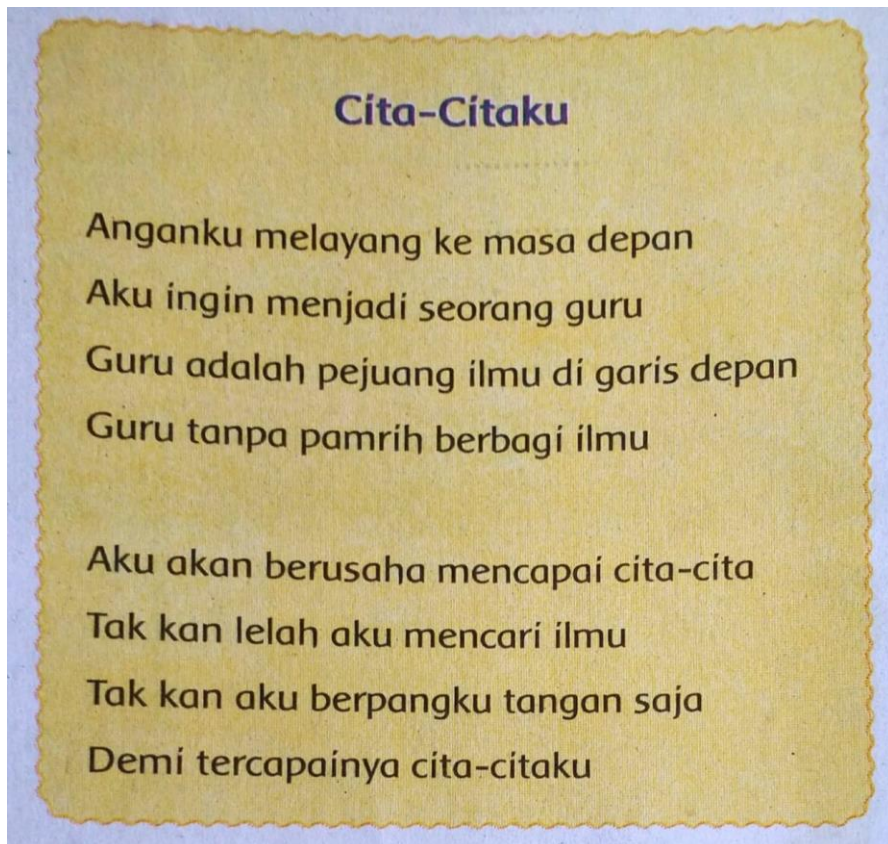 Cita-Citaku
Anganku melayang ke masa depan
Aku ingin menjadi seorang guru
Guru adalah pejuang ilmu di garis depan
Guru tanpa pamrih berbagi ilmu
Aku akan berusaha mencapai cita-cita
Tak kan lelah aku mencari ilmu
Tak kan aku berpangku tangan saja
Demi tercapainya cita-citaku